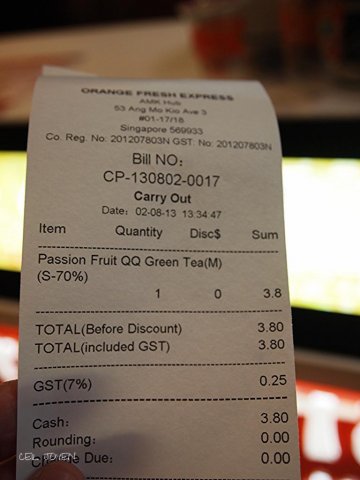 ORANGE FRESH EXPRESS
AMK Hub
53 Ang Mo Kio Ave 3
#01-17/18
Singapore 569933
Co. Reg. No: 201207803N GST. No: 201207803N
Bill NO:
CP-130802-0017
Carry Out
Date: 02-08-13 13:34:47
Item Quantity Disc$ Sum
Passion Fruit QQ Green Tea(M)
(S-70%)
1 0 3.8
TOTAL(Before Discount) 3.80
TOTAL(included GST) 3.80
GST(7%) 0.25
Cash: 3.80
Rounding: 0.00
Due: 0.00